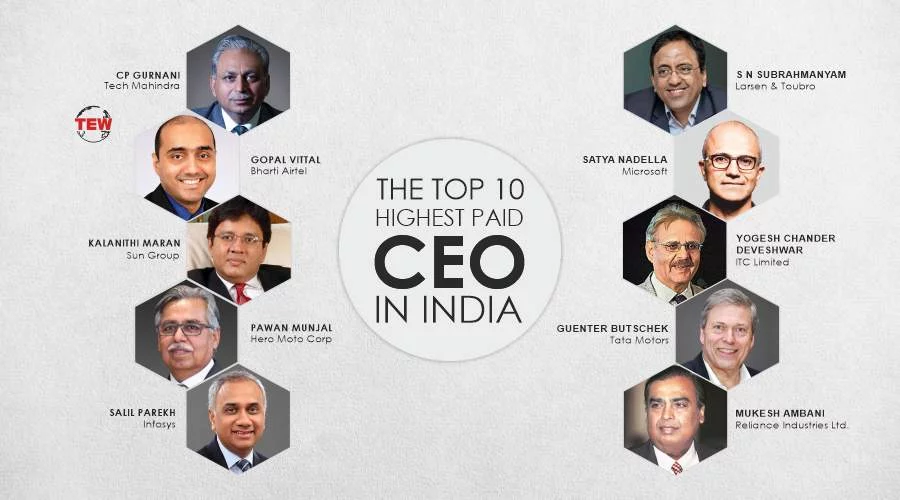 CP GURNANI
Tech Mahindra
TEW
GOPAL VITTAL
Bharti Airtel
KALANITHI MARAN
Sun Group
PAWAN MUNJAL
Hero Moto Corp
SALIL PAREKH
Infasys
THE TOP 10
HIGHEST PAID
CEO
IN INDIA
S N SUBRAHMANYAM
Larsen & Toubro
SATYA NADELLA
Microsoft
YOGESH CHANDER
DEVESHWAR
ITC Limited
GUENTER BUTSCHEK
Tata Motors
MUKESH AMBANI
Reliance Industries Ltd.